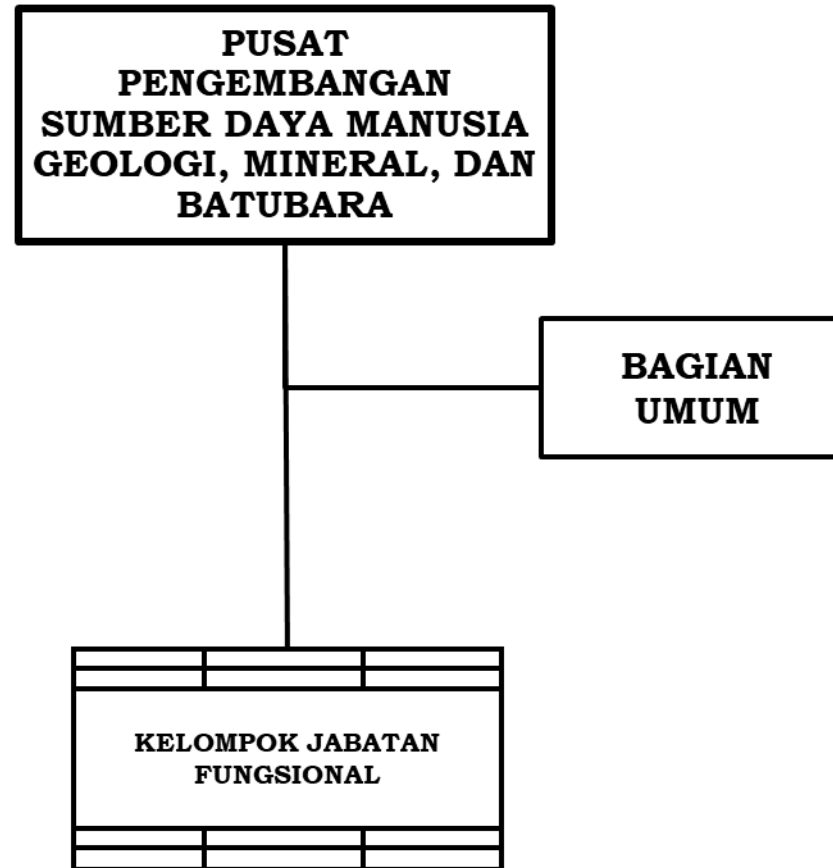 PUSAT
PENGEMBANGAN
SUMBER DAYA MANUSIA
GEOLOGI, MINERAL, DAN
BATUBARA
BAGIAN
UMUM
KELOMPOK JABATAN
FUNGSIONAL